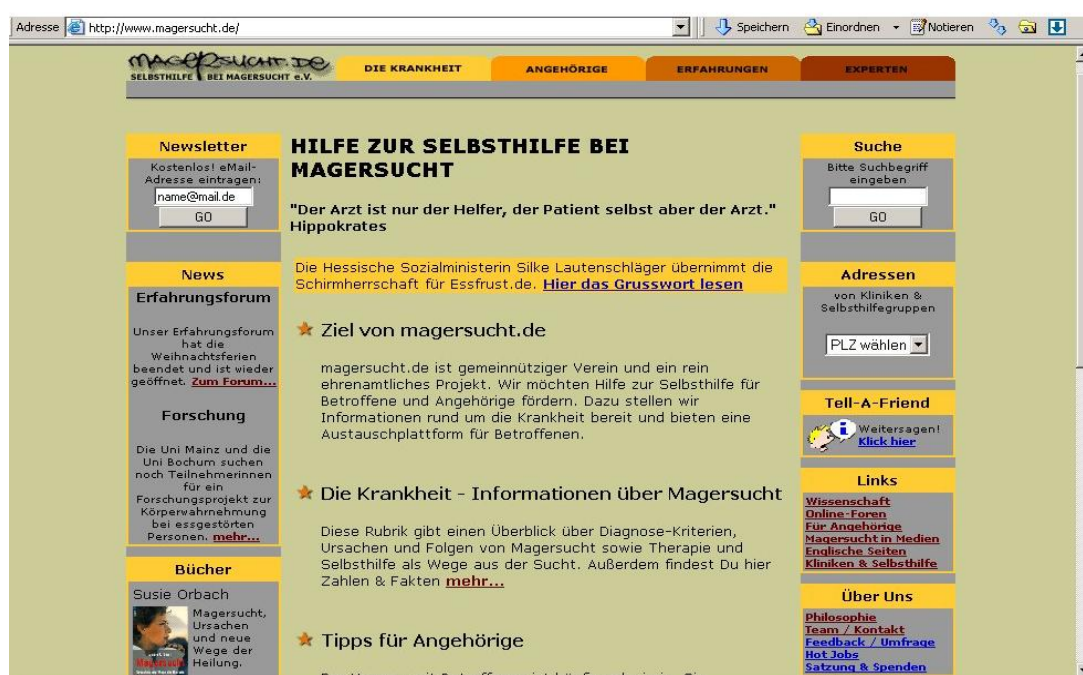 Adresse http://www.magersucht.de/ Speichern Einordnen Notieren
magersucht.de
SELBSTHILFE BEI MAGERSUCHT e.V.
DIE KRANKHEIT ANGEHÖRIGE ERFAHRUNGEN EXPERTEN
Newsletter
Kostenlos! eMail-
Adresse eintragen:
name@mail.de
GO
News
Erfahrungsforum
Unser Erfahrungsforum
hat die
Weihnachtsferien
beendet und ist wieder
geöffnet. Zum Forum...
Forschung
Die Uni Mainz und die
Uni Bochum suchen
noch Teilnehmerinnen
für ein
Forschungsprojekt zur
Körperwahrnehmung
bei essgestörten
Personen. mehr...
Bücher
Susie Orbach
Magersucht,
Ursachen
und neue
Wege der
Heilung.
HILFE ZUR SELBSTHILFE BEI
MAGERSUCHT
"Der Arzt ist nur der Helfer, der Patient selbst aber der Arzt."
Hippokrates
Die Hessische Sozialministerin Silke Lautenschläger übernimmt die
Schirmherrschaft für Essfrust.de. Hier das Grusswort lesen
Ziel von magersucht.de
magersucht.de ist gemeinnütziger Verein und ein rein
ehrenamtliches Projekt. Wir möchten Hilfe zur Selbsthilfe für
Betroffene und Angehörige fördern. Dazu stellen wir
Informationen rund um die Krankheit bereit und bieten eine
Austauschplattform für Betroffenen.
Die Krankheit - Informationen über Magersucht
Diese Rubrik gibt einen Überblick über Diagnose-Kriterien,
Ursachen und Folgen von Magersucht sowie Therapie und
Selbsthilfe als Wege aus der Sucht. Außerdem findest Du hier
Zahlen & Fakten mehr...
Tipps für Angehörige
Suche
Bitte Suchbegriff
eingeben
GO
Adressen
von Kliniken &
Selbsthilfegruppen
PLZ wählen
Tell-A-Friend
Weitersagen!
Klick hier
Links
Wissenschaft
Online-Foren
Für Angehörige
Magersucht in Medien
Englische Seiten
Kliniken & Selbsthilfe
Über Uns
Philosophie
Team / Kontakt
Feedback / Umfrage
Hot Jobs
Satzung & Spenden